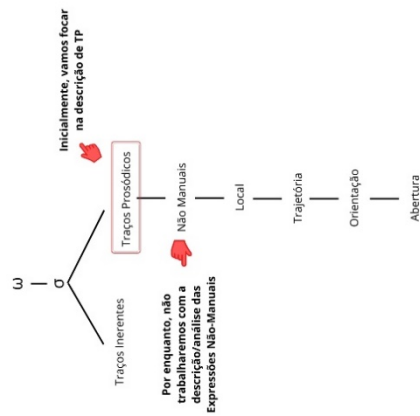 ω
σ
Traços Inerentes
Traços Prosódicos
Inicialmente, vamos focar
na descrição de TP
Não Manuais
Por enquanto, não
trabalharemos com a
descrição/análise das
Expressões Não-Manuais
Local
Trajetória
Orientação
Abertura